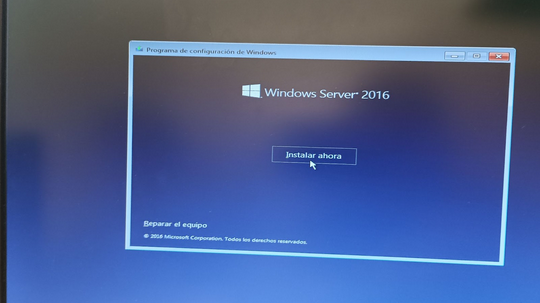 Programa de configuración de Windows
Windows Server® 2016
Instalar ahora
Reparar el equipo
© 2016 Microsoft Corporation. Todos los derechos reservados.